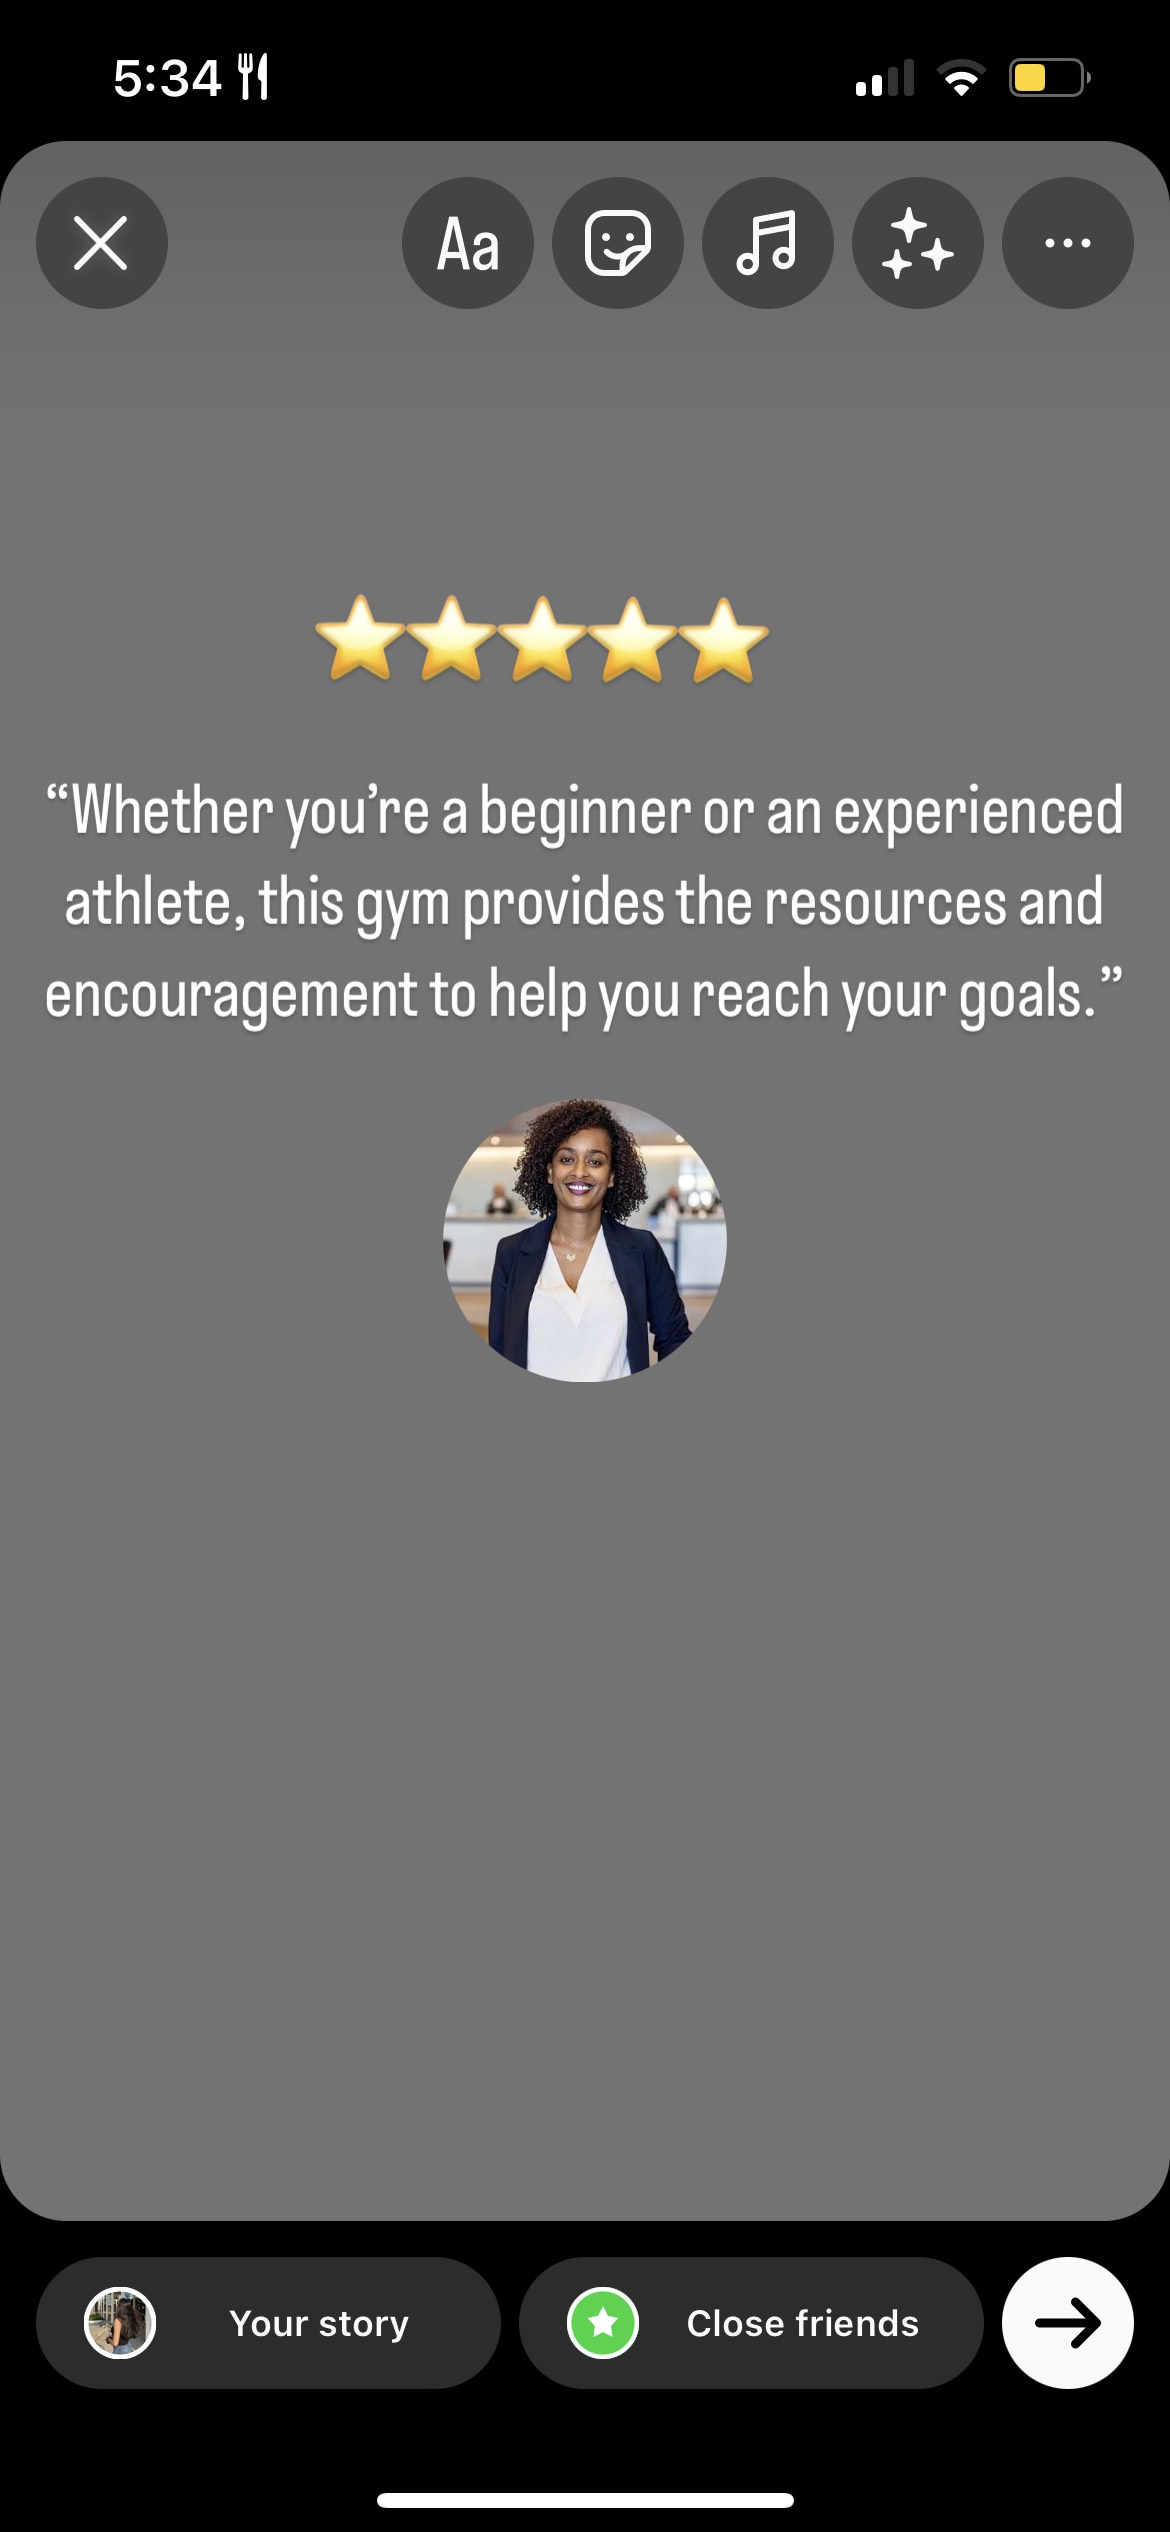 5:34
Aa
“Whether you’re a beginner or an experienced
athlete, this gym provides the resources and
encouragement to help you reach your goals.”
Your story
Close friends